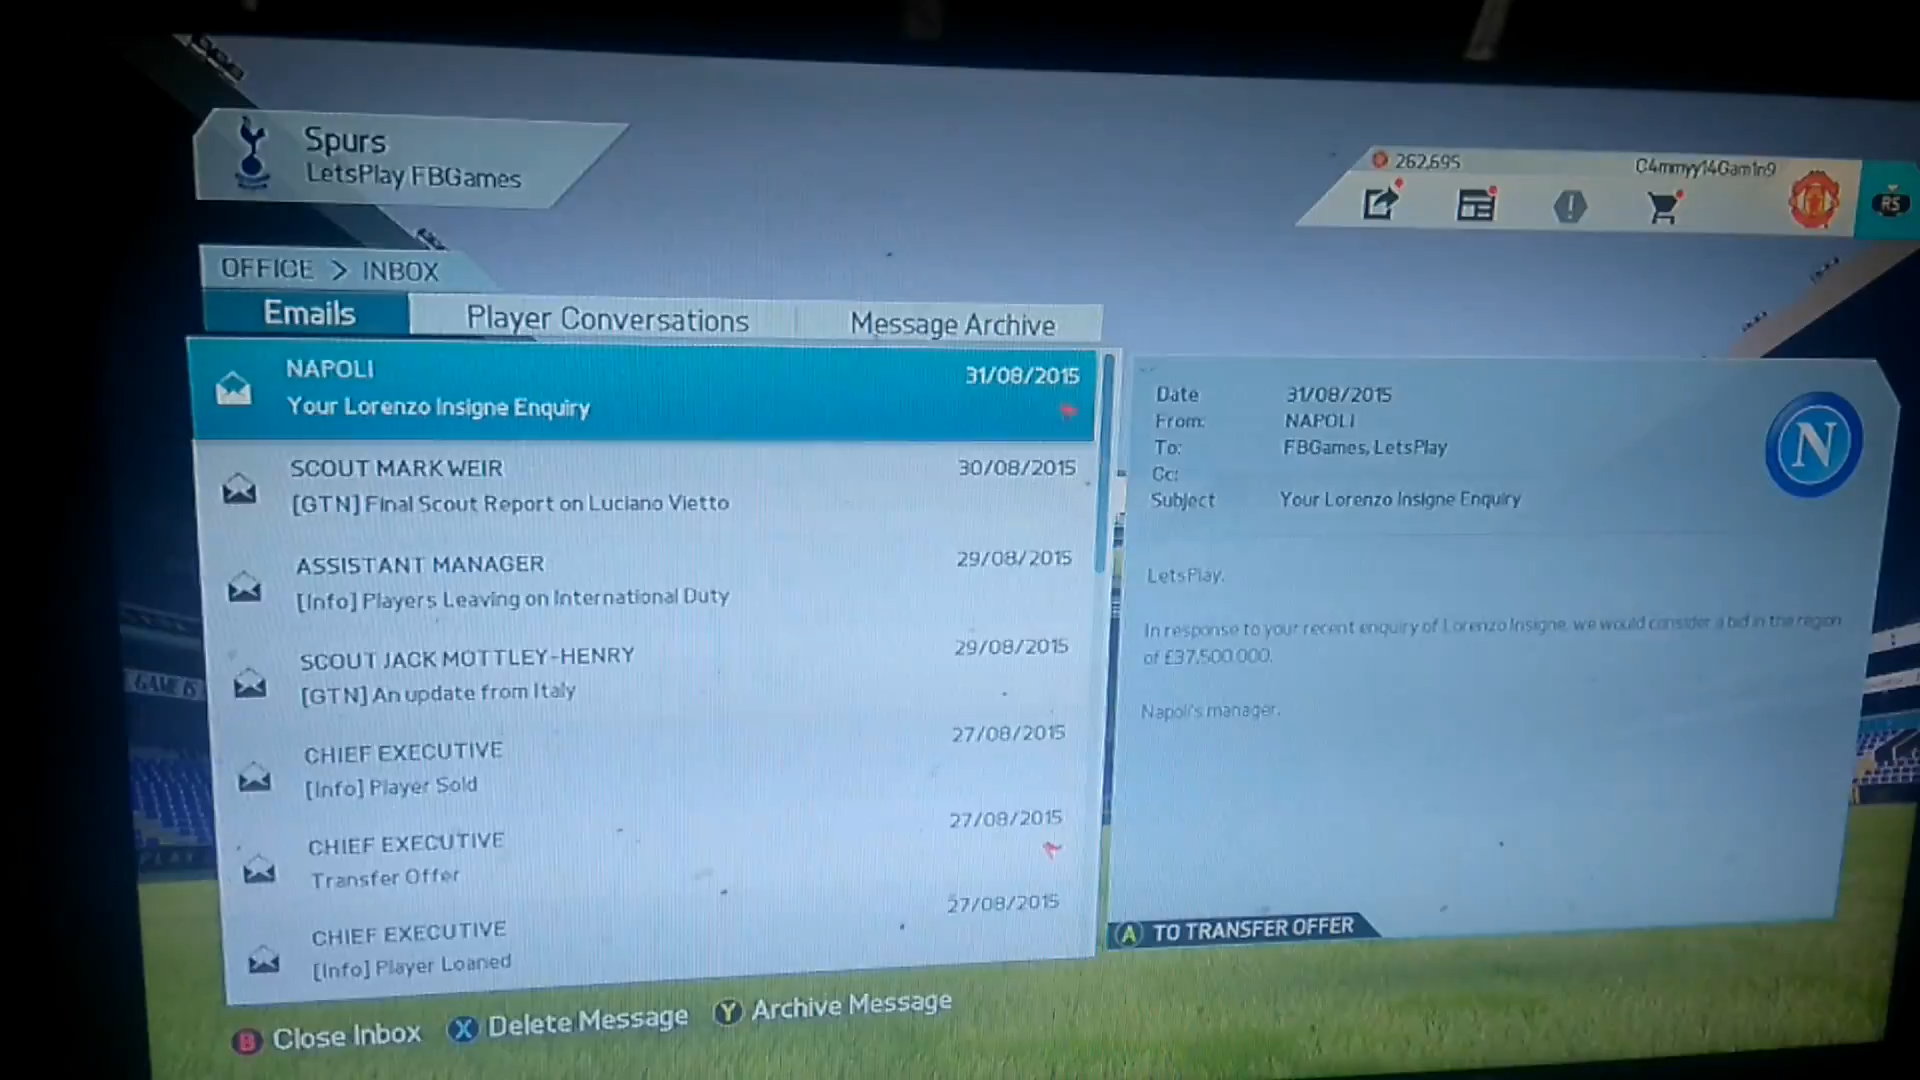 Spurs
LetsPlay FBGames
262,695
C4mmyy14Gam1n9
RS
OFFICE > INBOX
Emails
Player Conversations
Message Archive
NAPOLI
31/08/2015
Your Lorenzo Insigne Enquiry
SCOUT MARK WEIR
30/08/2015
[GTN] Final Scout Report on Luciano Vietto
ASSISTANT MANAGER
29/08/2015
[Info] Players Leaving on International Duty
SCOUT JACK MOTTLEY-HENRY
29/08/2015
[GTN] An update from Italy
CHIEF EXECUTIVE
27/08/2015
[Info] Player Sold
CHIEF EXECUTIVE
27/08/2015
Transfer Offer
CHIEF EXECUTIVE
27/08/2015
[Info] Player Loaned
Date 31/08/2015
From: NAPOLI
To: FBGames, LetsPlay
Cc:
Subject Your Lorenzo Insigne Enquiry
N
LetsPlay,
In response to your recent enquiry of Lorenzo Insigne, we would consider a bid in the region
of £37,500,000.
Napoli's manager.
A TO TRANSFER OFFER
B Close Inbox X Delete Message Y Archive Message
GAME IS